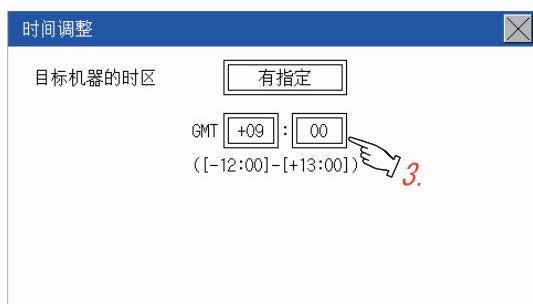 时间调整
目标机器的时区 有指定
GMT +09 : 00
([-12:00]-[+13:00])
3.